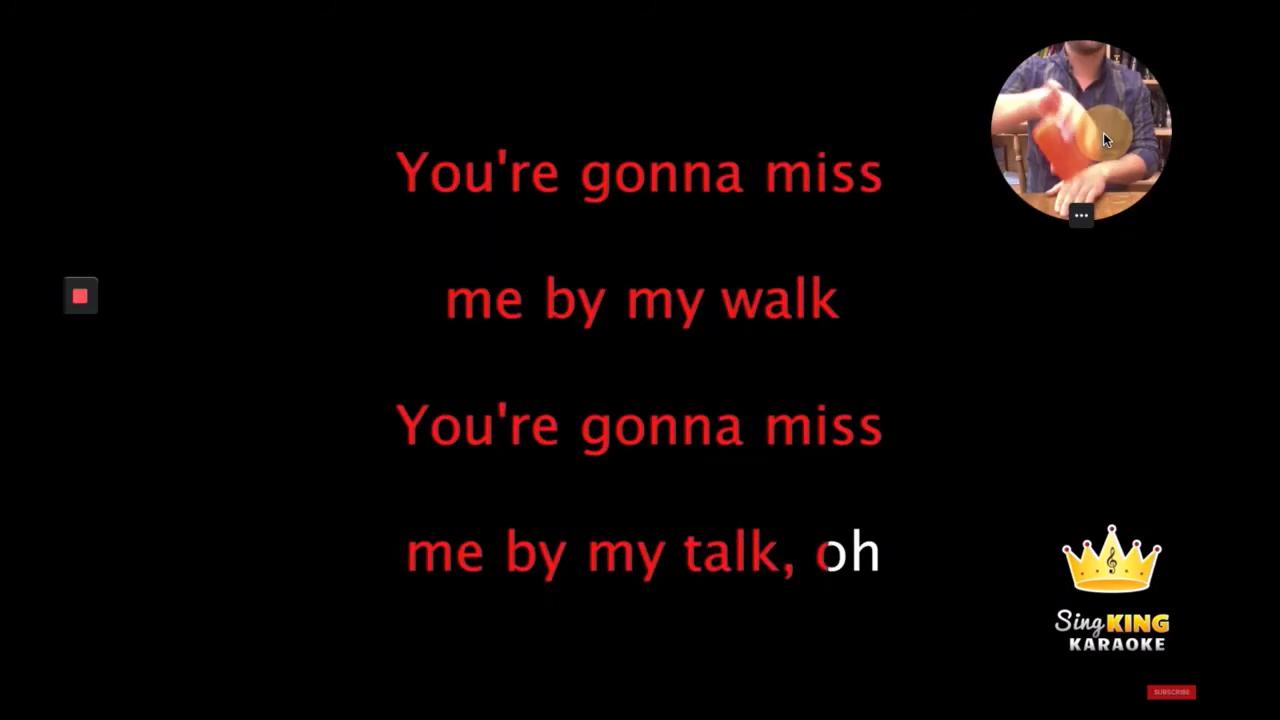 You're gonna miss
me by my walk
You're gonna miss
me by my talk, oh
Sing KING
KARAOKE
SUBSCRIBE